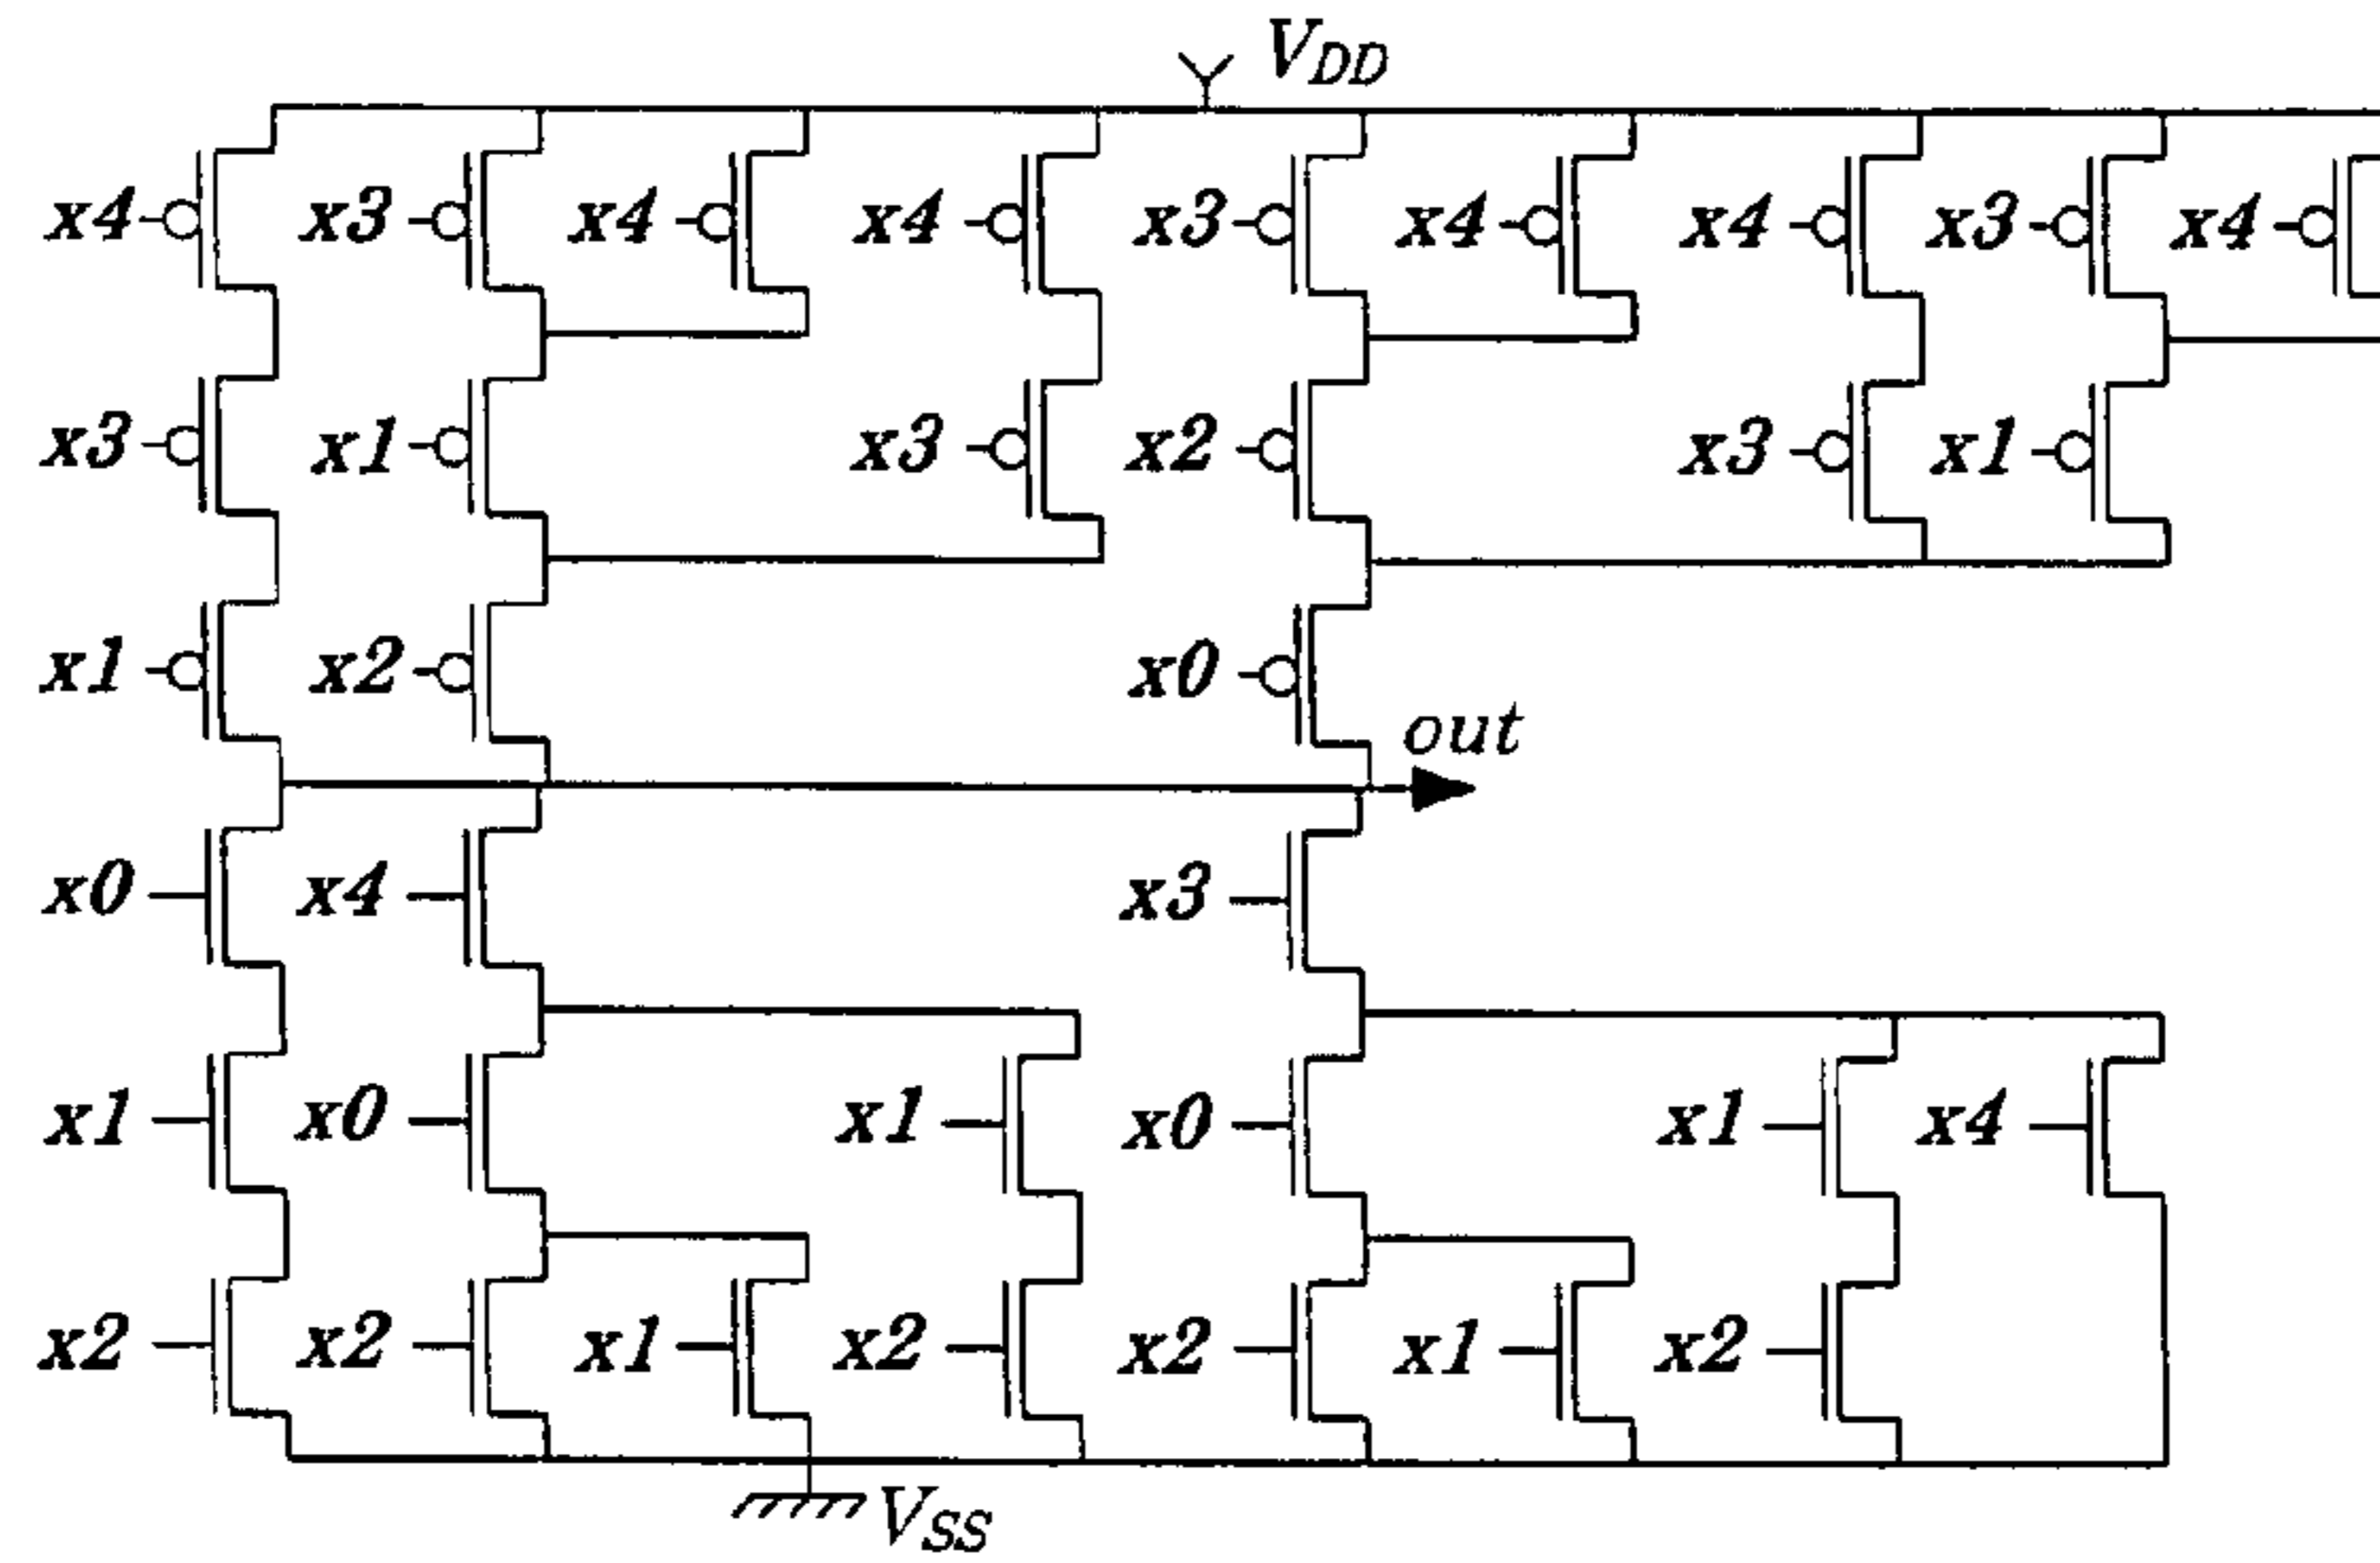 VDD
x4 x3 x4 x4 x3 x4 x4 x3 x4
x3 x1 x3 x2 x3 x1
x1 x2 x0
out
x0 x4 x3
x1 x0 x1 x0 x1 x4
x2 x2 x1 x2 x2 x1 x2
VSS